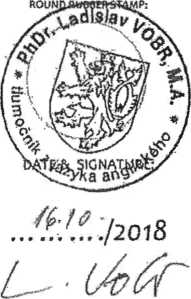 ROUND RUBBER STAMP:
PhDr. Ladislav VOBR, M.A.
tlumočník z jazyka anglického
DATE & SIGNATURE:
16.10. /2018
L. Vobr